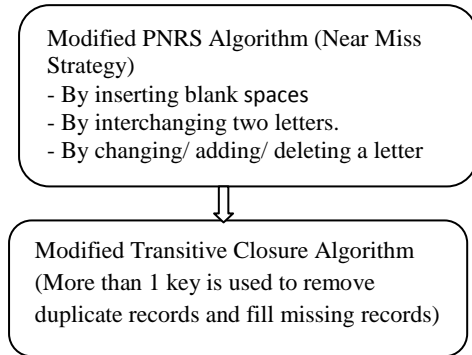 Modified PNRS Algorithm (Near Miss
Strategy)
- By inserting blank spaces
- By interchanging two letters.
- By changing/ adding/ deleting a letter
Modified Transitive Closure Algorithm
(More than 1 key is used to remove
duplicate records and fill missing records)